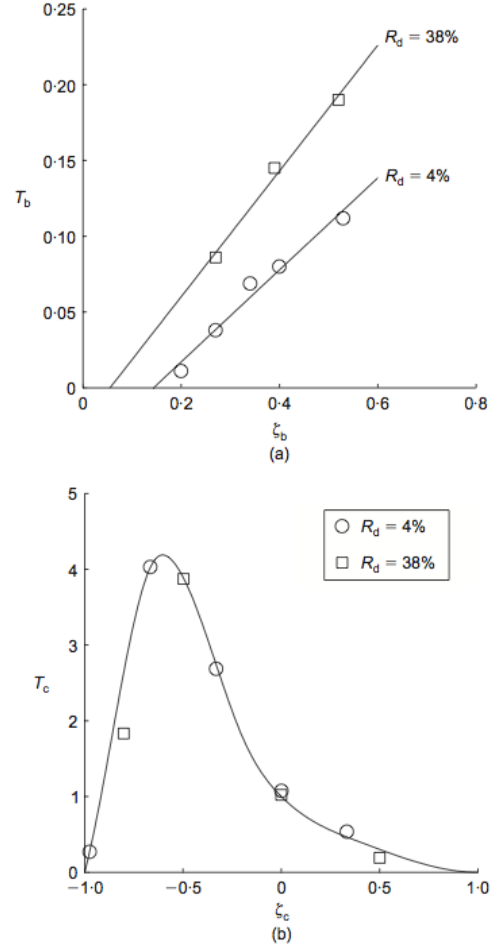 0·25
0·20
0·15
0·10
0·05
0
T_b
R_d = 38%
R_d = 4%
0 0·2 0·4 0·6 0·8
ζ_b
(a)
5
4
3
2
1
0
T_c
R_d = 4%
R_d = 38%
−1·0 −0·5 0 0·5 1·0
ζ_c
(b)